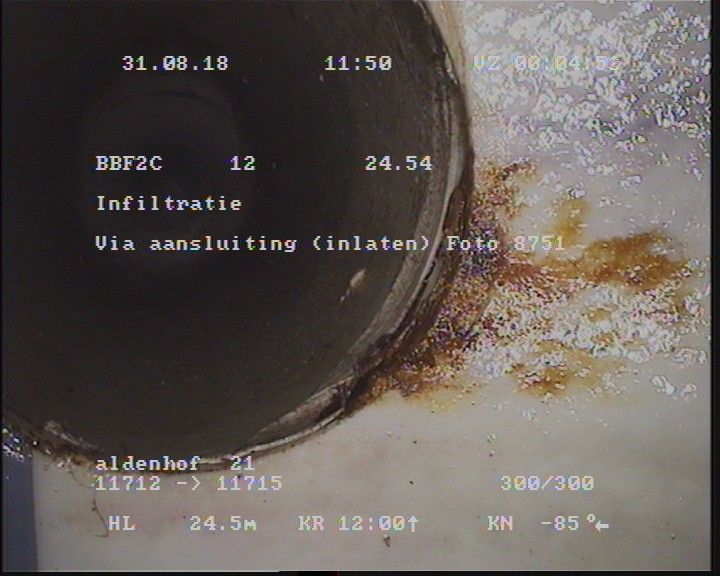 31.08.18 11:50 VZ 00:04:53
BBF2C 12 24.54
Infiltratie
Via aansluiting (inlaten) Foto 8751
aldenhof 21
11712 -> 11715 300/300
HL 24.5m KR 12:00↑ KN -85°←